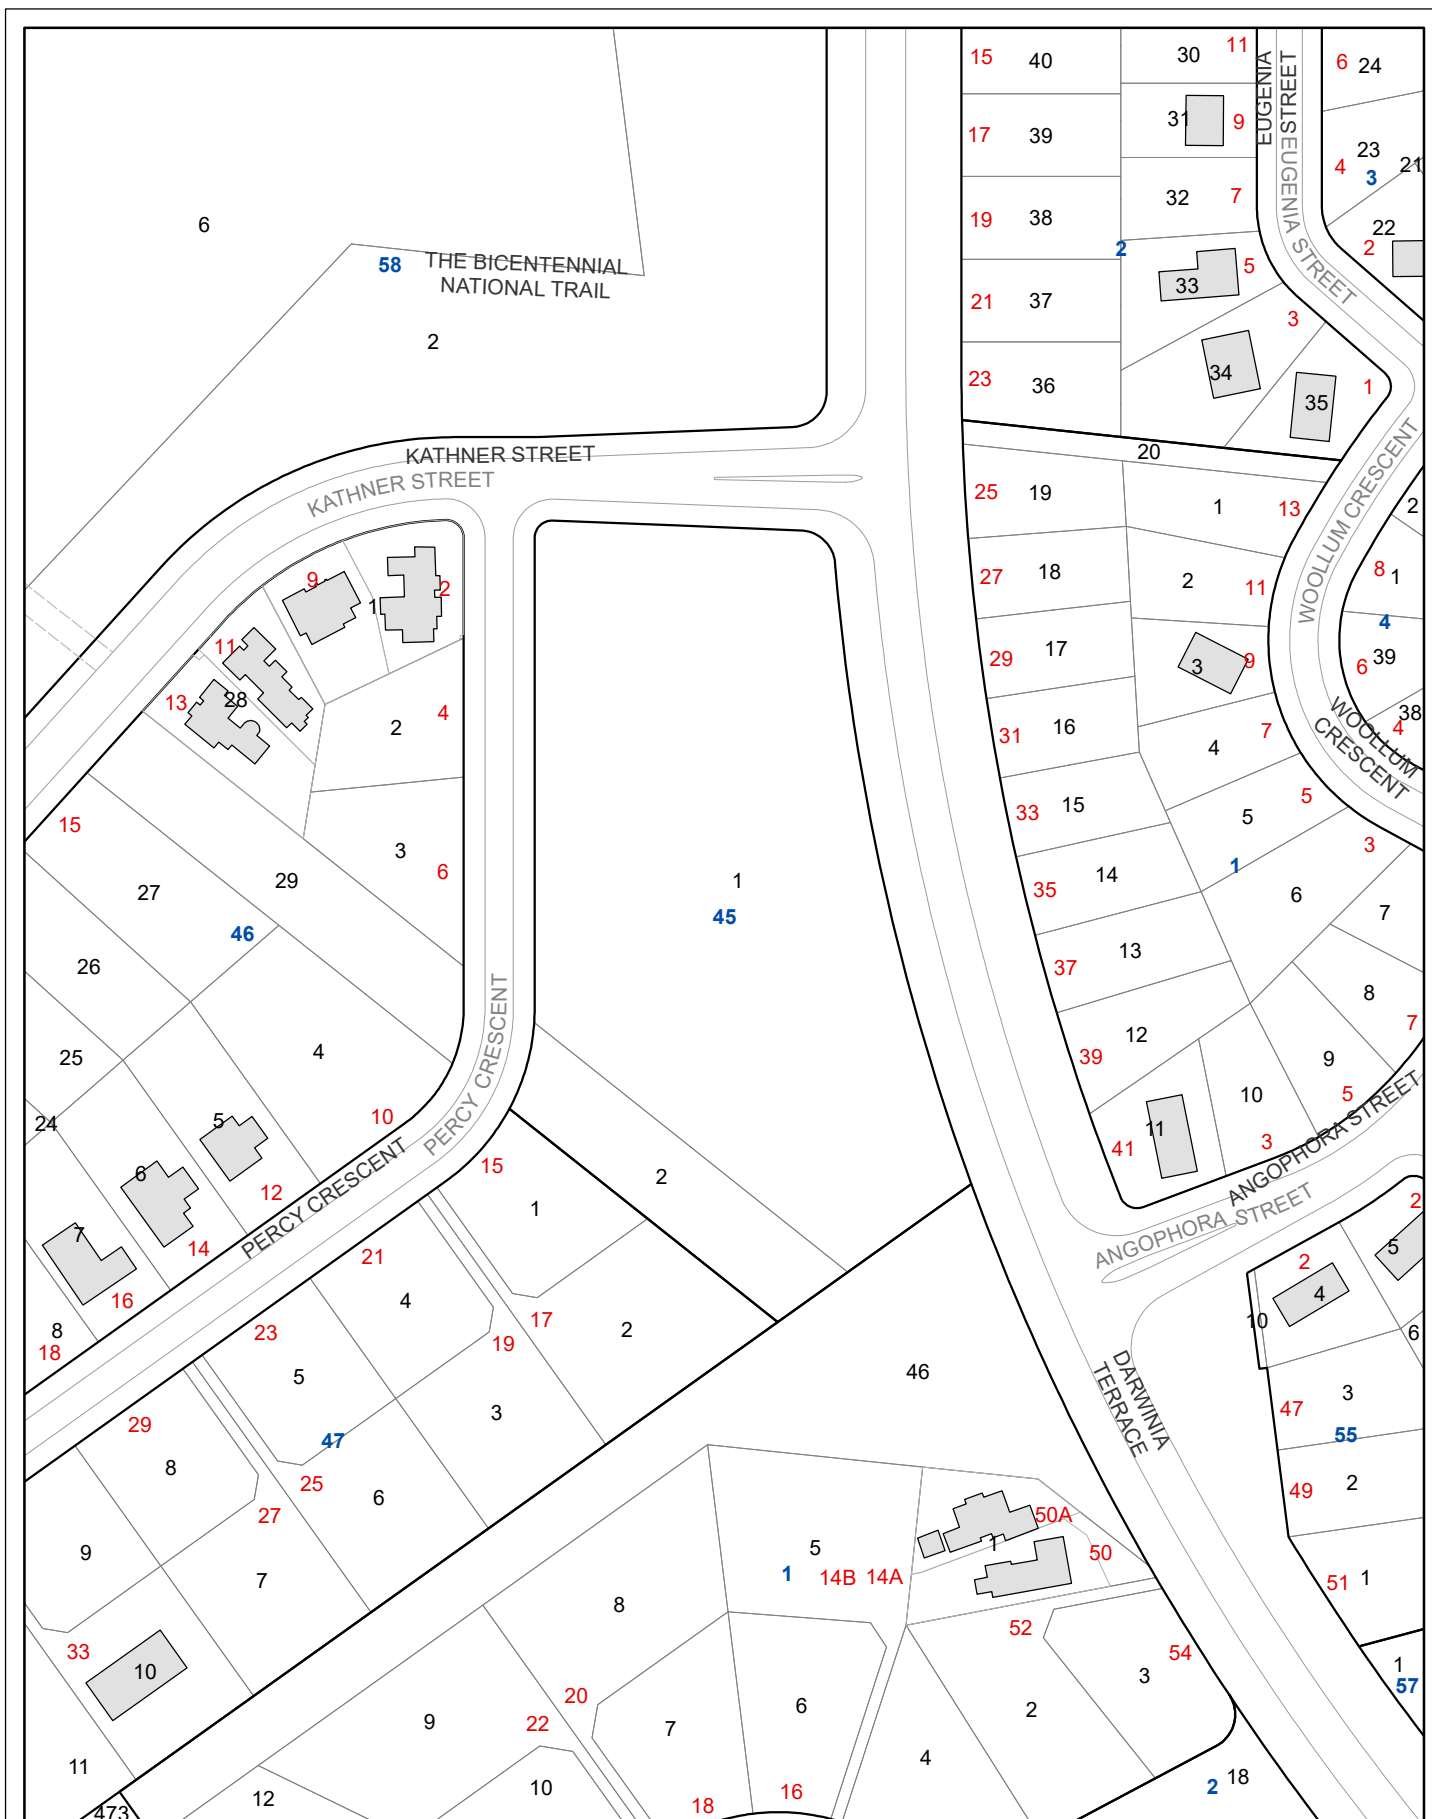 15 40 30 11 6 24
EUGENIA STREET
EUGENIA STREET
17 39 31 9
23
4 3 21
19 38 32 7
22
2
2
6
58 THE BICENTENNIAL
NATIONAL TRAIL
33 5
21 37
3
2
23 36 34 35 1
KATHNER STREET
KATHNER STREET
20
WOOLLUM CRESCENT
25 19 1 13 2
27 18 2 11 8 1
9 1 2
4
11 29 17 3 9 6 39
13 28 2 4 31 16 4 7 38
4
WOOLLUM
CRESCENT
15 33 15 5 5
3 6 3
27 29 1 35 14 1 6 7
46 45
26 37 13 8
PERCY CRESCENT
25 4 39 12 9 7
24 5 10 10 5
ANGOPHORA STREET
11 41 3
PERCY CRESCENT
6 12 15 1 2
7 14 21
ANGOPHORA STREET
2
5
2
16 4 17 4
8 18 23 19 2 10 6
DARWINIA
TERRACE
5 46 3
29 47 3 47 55
8 25 6 2 49
27 50A
9 7 5 1 50
1 14B 14A 51 1
8 52
33 10 3 54 1
57
20 6 2
9 22 7
11 4 2 18
12 10 16
473 18